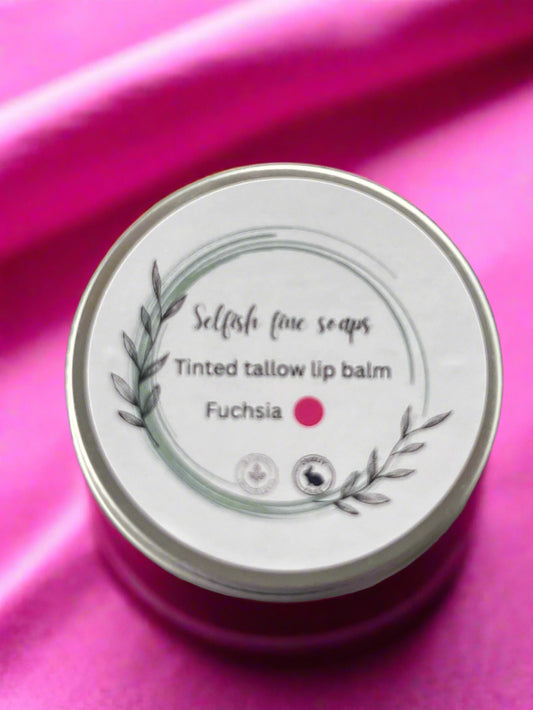 Selfish fine soaps
Tinted tallow lip balm
Fuchsia